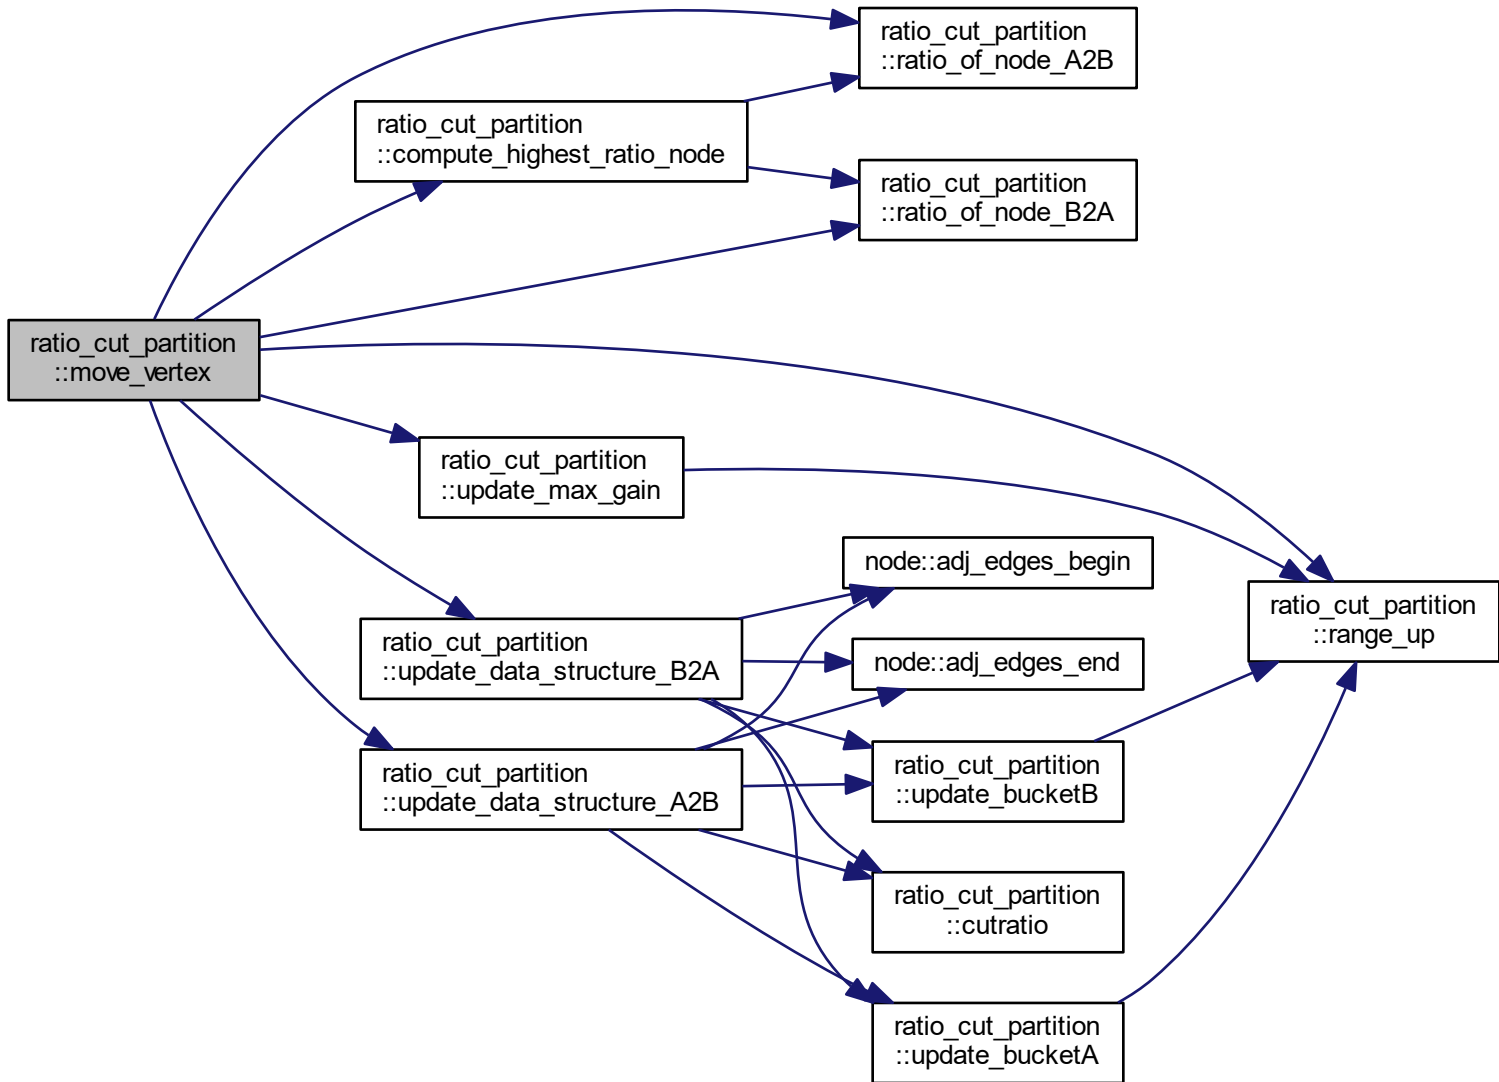 ratio_cut_partition
::ratio_of_node_A2B
ratio_cut_partition
::compute_highest_ratio_node
ratio_cut_partition
::ratio_of_node_B2A
ratio_cut_partition
::move_vertex
ratio_cut_partition
::update_max_gain
node::adj_edges_begin
ratio_cut_partition
::range_up
ratio_cut_partition
::update_data_structure_B2A
node::adj_edges_end
ratio_cut_partition
::update_data_structure_A2B
ratio_cut_partition
::update_bucketB
ratio_cut_partition
::cutratio
ratio_cut_partition
::update_bucketA